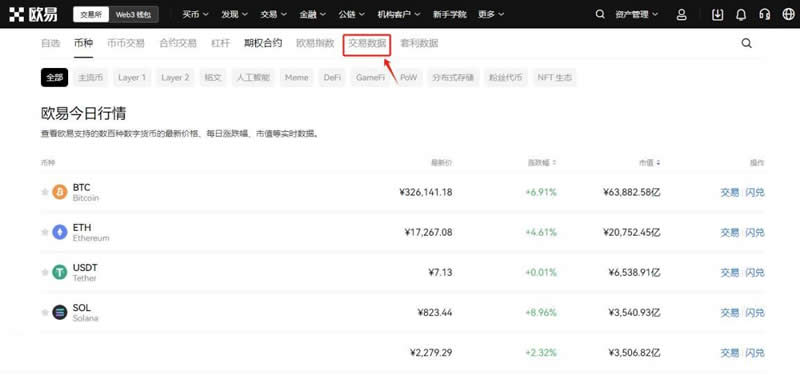 欧易 交易所 Web3 钱包 买币 发现 交易 金融 公链 机构客户 新手学院 更多 资产管理
自选 币种 币币交易 合约交易 杠杆 期权合约 欧易指数 交易数据 套利数据
全部 主流币 Layer 1 Layer 2 铭文 人工智能 Meme DeFi GameFi PoW 分布式存储 粉丝代币 NFT 生态
欧易今日行情
查看欧易支持的数百种数字货币的最新价格、每日涨跌幅、市值等实时数据。
币种 最新价 涨跌幅 市值 操作
BTC
Bitcoin
¥326,141.18 +6.91% ¥63,882.58亿 交易 闪兑
ETH
Ethereum
¥17,267.08 +4.61% ¥20,752.45亿 交易 闪兑
USDT
Tether
¥7.13 +0.01% ¥6,538.91亿 交易 闪兑
SOL
Solana
¥823.44 +8.96% ¥3,540.93亿 交易 闪兑
¥2,279.29 +2.32% ¥3,506.82亿 交易 闪兑